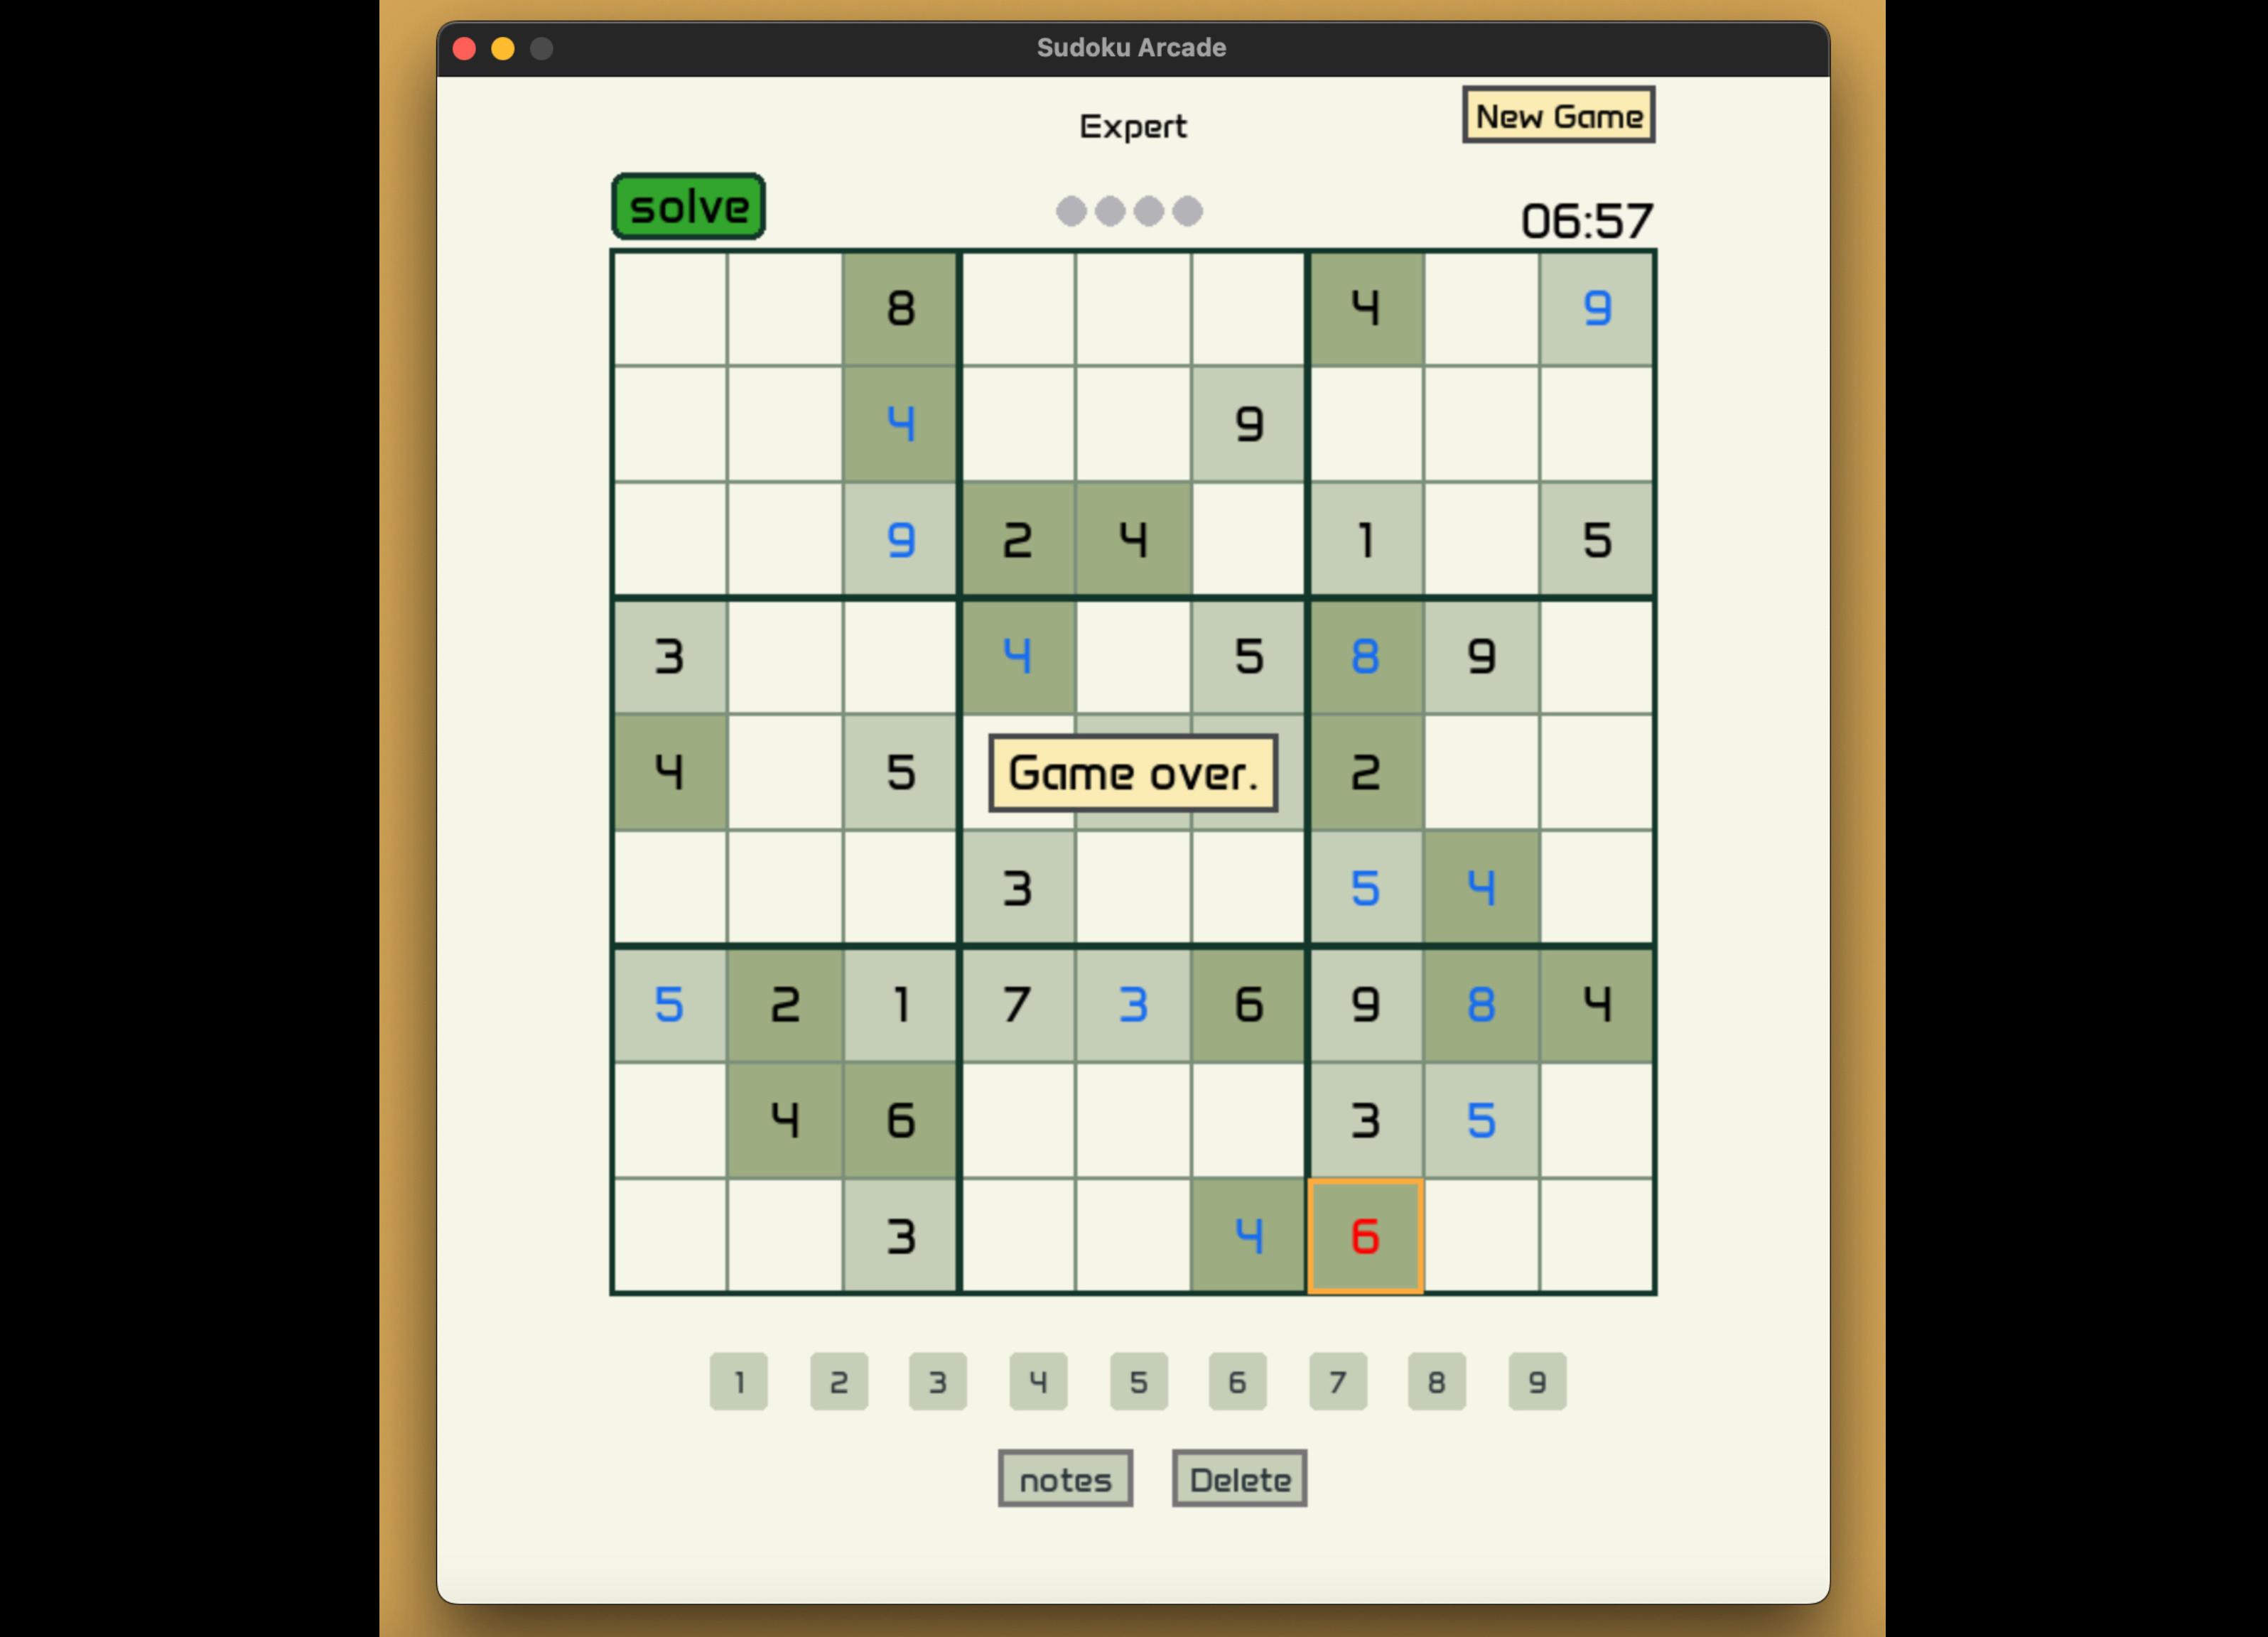 Sudoku Arcade
Expert
New Game
solve
06:57
8 4 9
4 9
9 2 4 1 5
3 4 5 8 9
4 5 Game over. 2
3 5 4
5 2 1 7 3 6 9 8 4
4 6 3 5
3 4 6
1 2 3 4 5 6 7 8 9
notes Delete